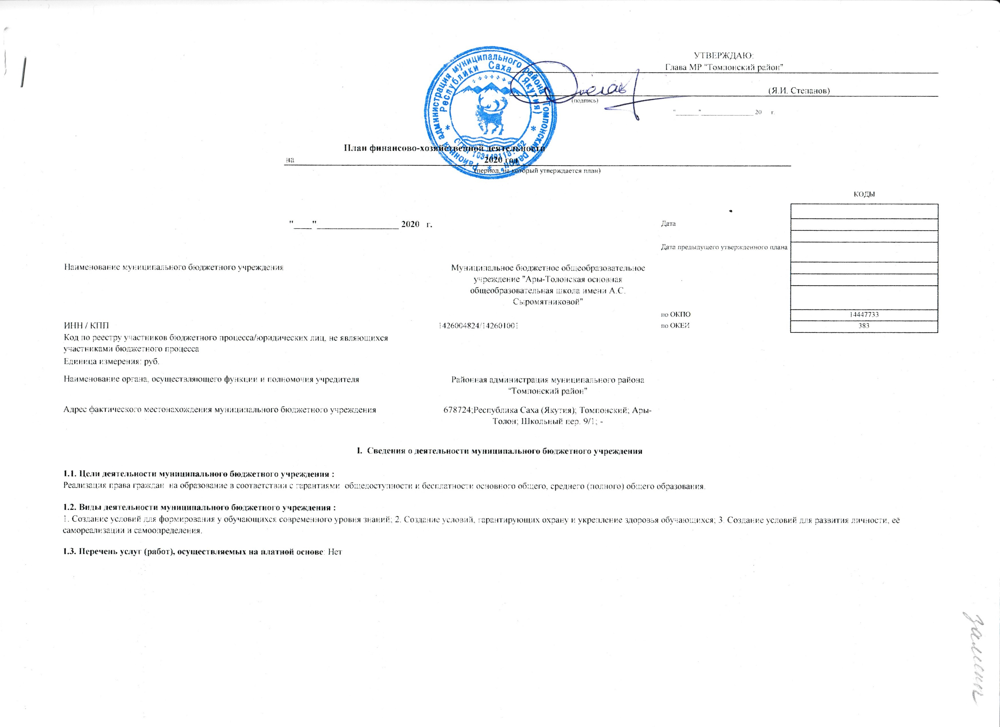 УТВЕРЖДАЮ:
Глава МР "Томпонский район"
(Я.И. Степанов)
(подпись)
"_______"________________ 20 г.
районная администрация муниципального района "Томпонский район"
Республики Саха (Якутия)
План финансово-хозяйственной деятельности
на 2020 год
(период, на который утверждается план)
КОДЫ
"____"__________________ 2020 г.
Дата
Дата предыдущего утвержденного плана
Наименование муниципального бюджетного учреждения
Муниципальное бюджетное общеобразовательное
учреждение "Ары-Толонская основная
общеобразовательная школа имени А.С.
Сыромятниковой"
по ОКПО 14447733
ИНН / КПП 1426004824/142601001 по ОКЕИ 383
Код по реестру участников бюджетного процесса/юридических лиц, не являющихся
участниками бюджетного процесса
Единица измерения: руб.
Наименование органа, осуществляющего функции и полномочия учредителя
Районная администрация муниципального района
"Томпонский район"
Адрес фактического местонахождения муниципального бюджетного учреждения
678724;Республика Саха (Якутия); Томпонский; Ары-
Толон; Школьный пер. 9/1; -
I. Сведения о деятельности муниципального бюджетного учреждения
1.1. Цели деятельности муниципального бюджетного учреждения :
Реализация права граждан на образование в соответствии с гарантиями общедоступности и бесплатности основного общего, среднего (полного) общего образования.
1.2. Виды деятельности муниципального бюджетного учреждения :
1. Создание условий для формирования у обучающихся современного уровня знаний; 2. Создание условий, гарантирующих охрану и укрепление здоровья обучающихся; 3. Создание условий для развития личности, её
самореализации и самоопределения.
1.3. Перечень услуг (работ), осуществляемых на платной основе: Нет